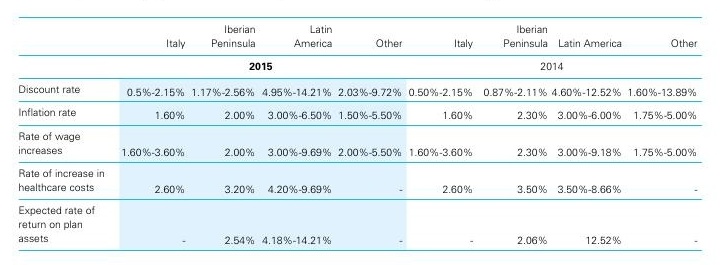 Iberian Latin Iberian
Italy Peninsula America Other Italy Peninsula Latin America Other
2015 2014
Discount rate 0.5%-2.15% 1.17%-2.56% 4.95%-14.21% 2.03%-9.72% 0.50%-2.15% 0.87%-2.11% 4.60%-12.52% 1.60%-13.89%
Inflation rate 1.60% 2.00% 3.00%-6.50% 1.50%-5.50% 1.60% 2.30% 3.00%-6.00% 1.75%-5.00%
Rate of wage
increases 1.60%-3.60% 2.00% 3.00%-9.69% 2.00%-5.50% 1.60%-3.60% 2.30% 3.00%-9.18% 1.75%-5.00%
Rate of increase in
healthcare costs 2.60% 3.20% 4.20%-9.69% - 2.60% 3.50% 3.50%-8.66% -
Expected rate of
return on plan
assets - 2.54% 4.18%-14.21% - - 2.06% 12.52% -